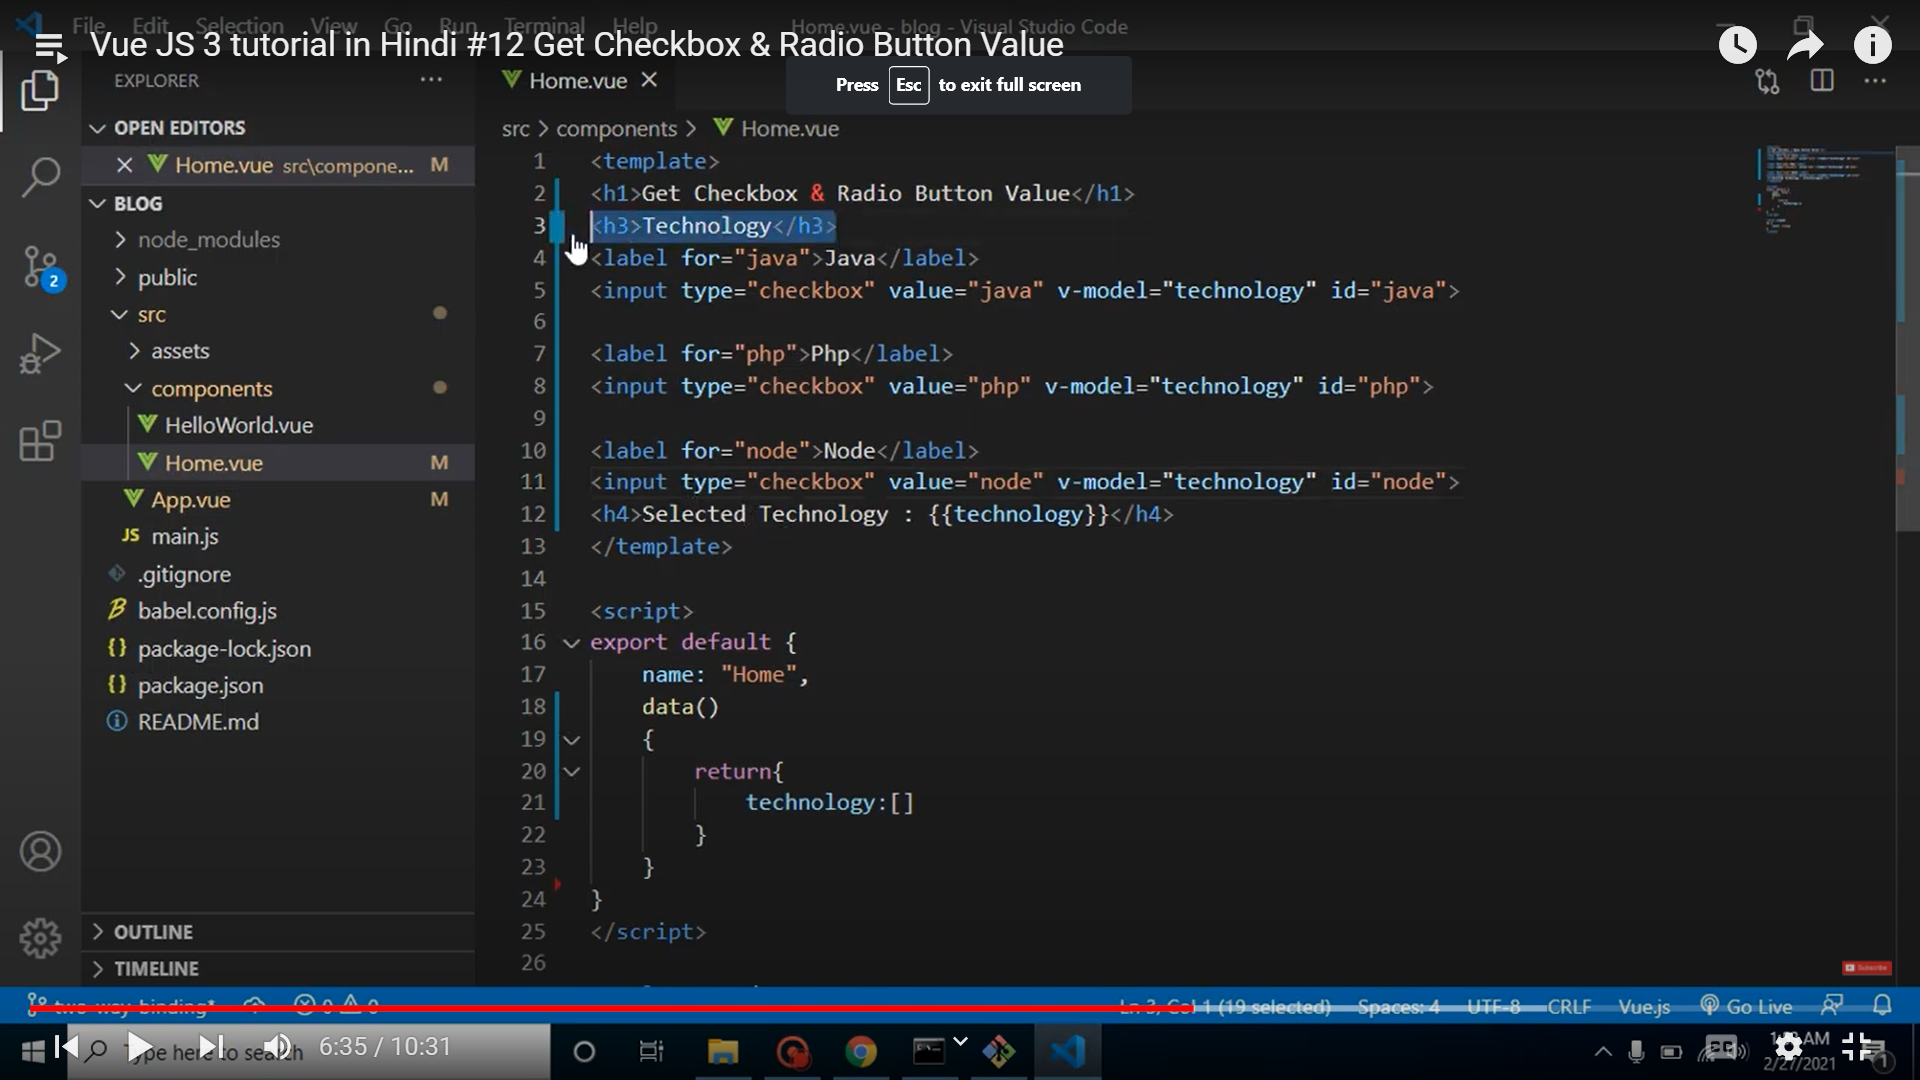 File Edit Selection View Go Run Terminal Help Home.vue - blog - Visual Studio Code
Vue JS 3 tutorial in Hindi #12 Get Checkbox & Radio Button Value
Press Esc to exit full screen
EXPLORER
Home.vue
OPEN EDITORS
Home.vue src\compone... M
BLOG
node_modules
public
src
assets
components
HelloWorld.vue
Home.vue M
App.vue M
JS main.js
.gitignore
babel.config.js
{} package-lock.json
{} package.json
README.md
OUTLINE
TIMELINE
2
src > components > Home.vue
1 <template>
2 <h1>Get Checkbox & Radio Button Value</h1>
3 <h3>Technology</h3>
4 <label for="java">Java</label>
5 <input type="checkbox" value="java" v-model="technology" id="java">
6
7 <label for="php">Php</label>
8 <input type="checkbox" value="php" v-model="technology" id="php">
9
10 <label for="node">Node</label>
11 <input type="checkbox" value="node" v-model="technology" id="node">
12 <h4>Selected Technology : {{technology}}</h4>
13 </template>
14
15 <script>
16 export default {
17 name: "Home",
18 data()
19 {
20 return{
21 technology:[]
22 }
23 }
24 }
25 </script>
26
Subscribe
two-way-binding* 0 0 Ln 3, Col 1 (19 selected) Spaces: 4 UTF-8 CRLF Vue.js Go Live
Type here to search
6:35 / 10:31
AM
2/27/2021
1